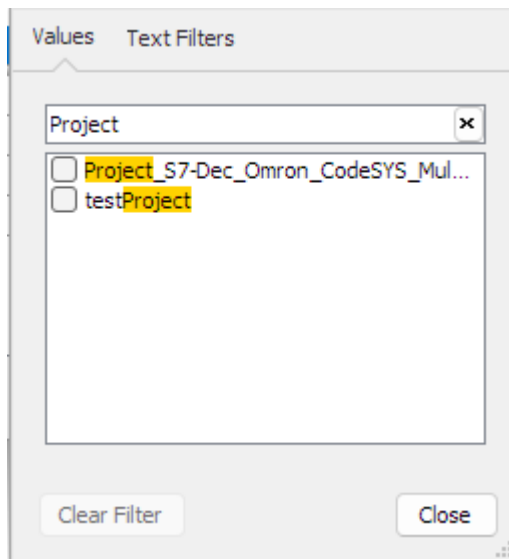 Values Text Filters
Project
Project_S7-Dec_Omron_CodeSYS_Mul...
testProject
Clear Filter Close